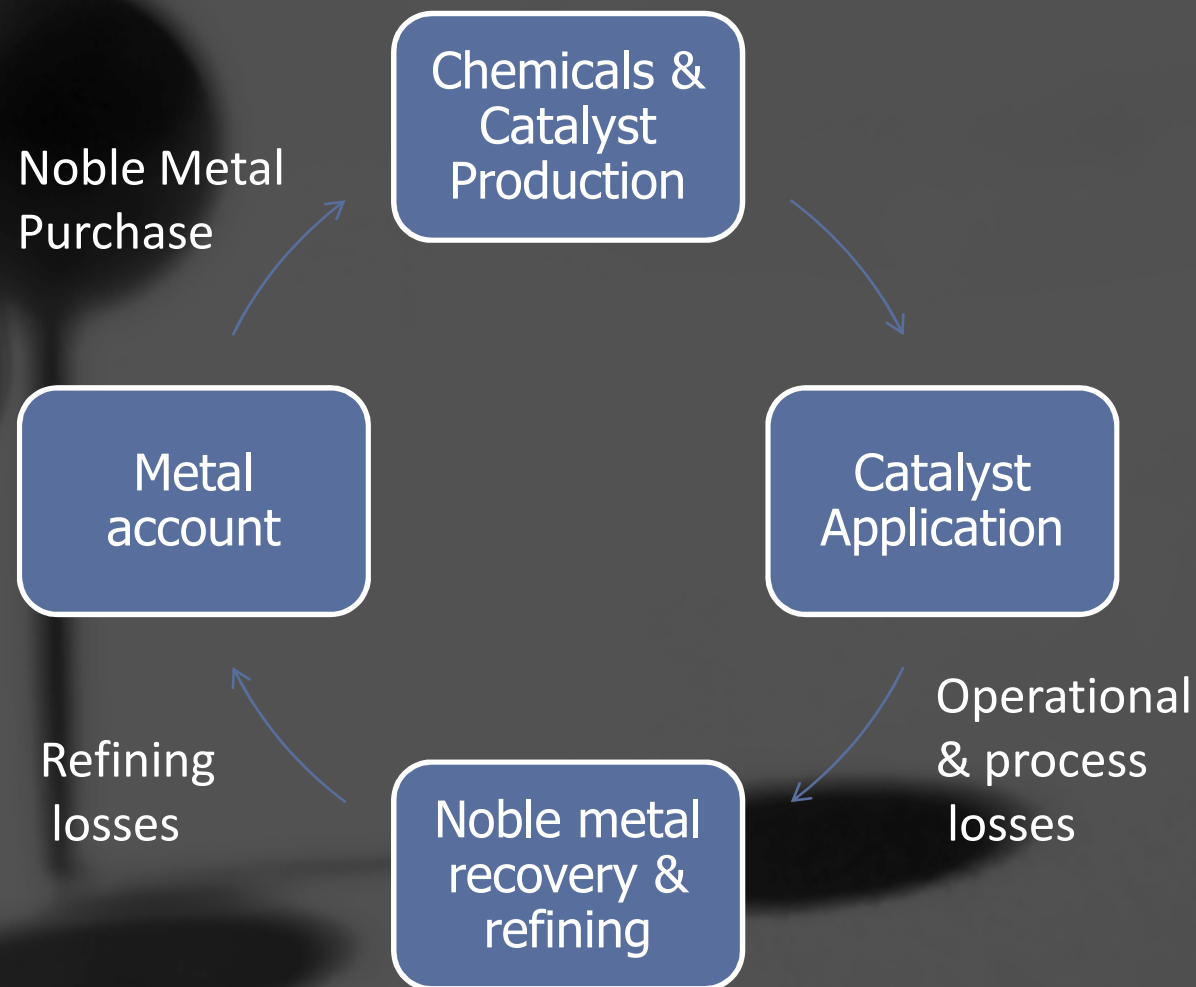 Chemicals &
Catalyst
Production
Noble Metal
Purchase
Metal
account
Catalyst
Application
Operational
& process
losses
Refining
losses
Noble metal
recovery &
refining